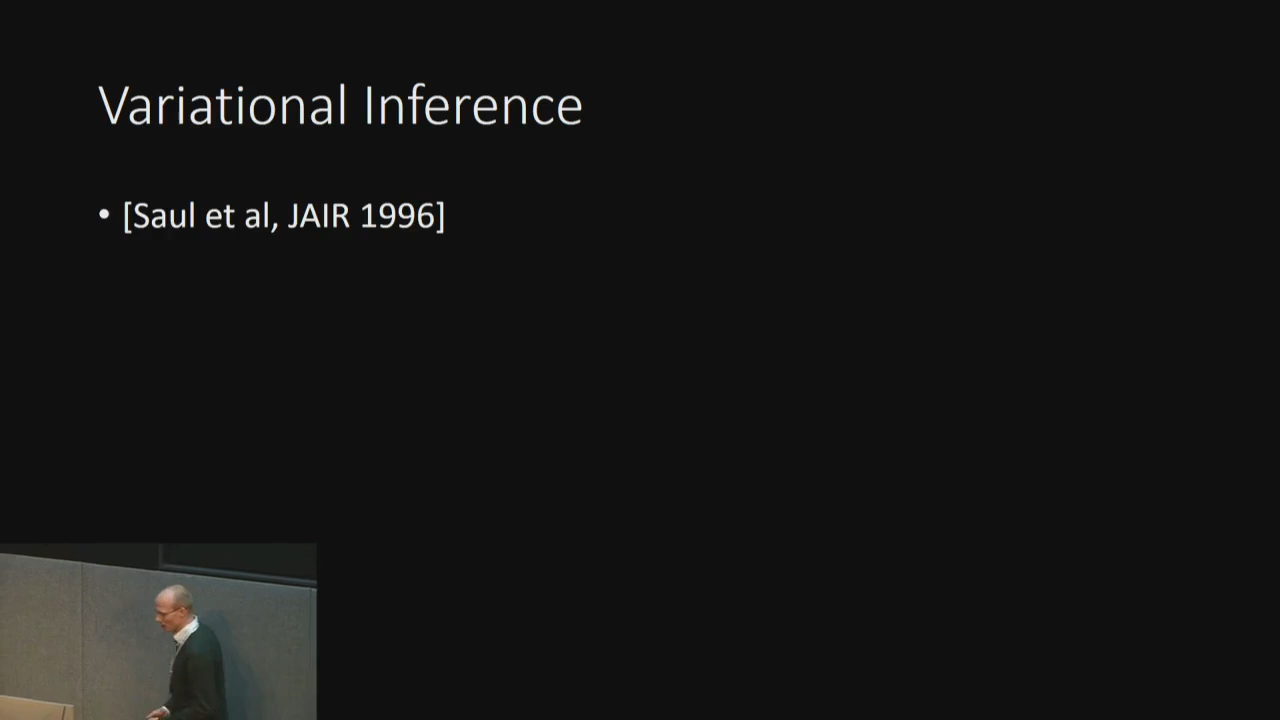 Variational Inference
• [Saul et al, JAIR 1996]